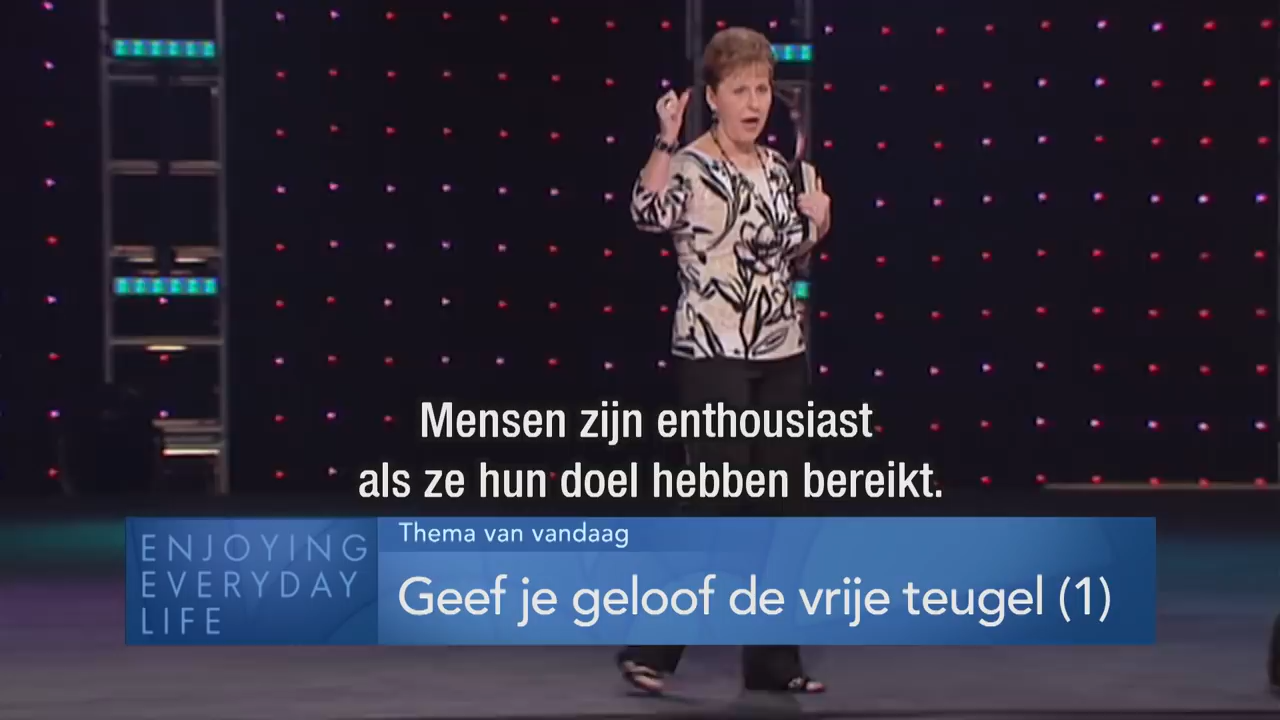 Mensen zijn enthousiast
als ze hun doel hebben bereikt.
Thema van vandaag
ENJOYING
EVERYDAY
LIFE
Geef je geloof de vrije teugel (1)